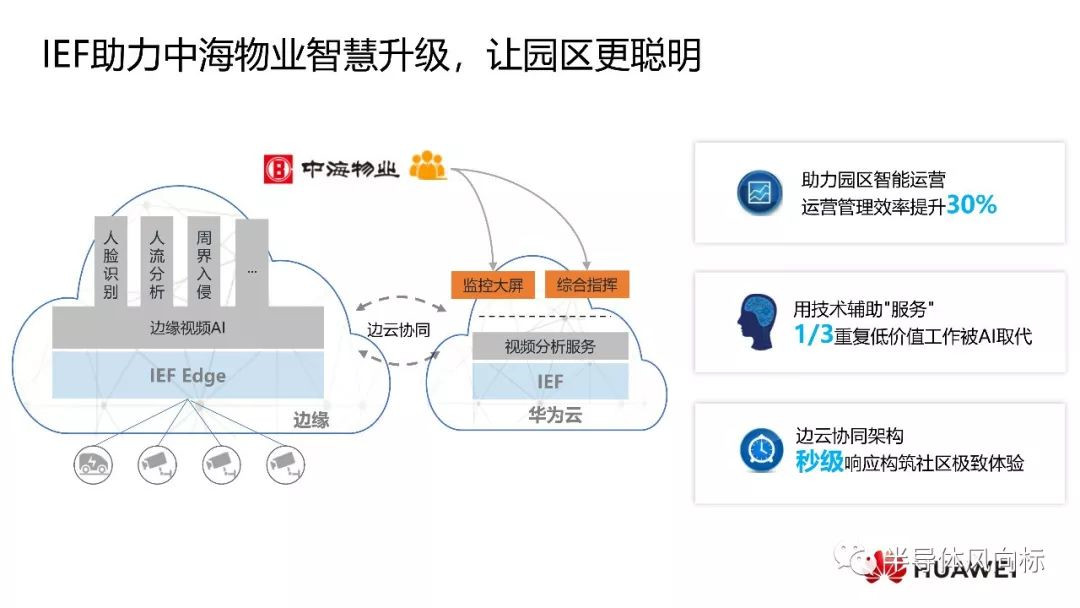 IEF助力中海物业智慧升级，让园区更聪明
中海物业
人脸识别
人流分析
周界入侵
...
边缘视频AI
IEF Edge
边缘
边云协同
监控大屏
综合指挥
视频分析服务
IEF
华为云
助力园区智能运营
运营管理效率提升30%
用技术辅助"服务"
1/3重复低价值工作被AI取代
边云协同架构
秒级响应构筑社区极致体验
半导体风向标
HUAWEI